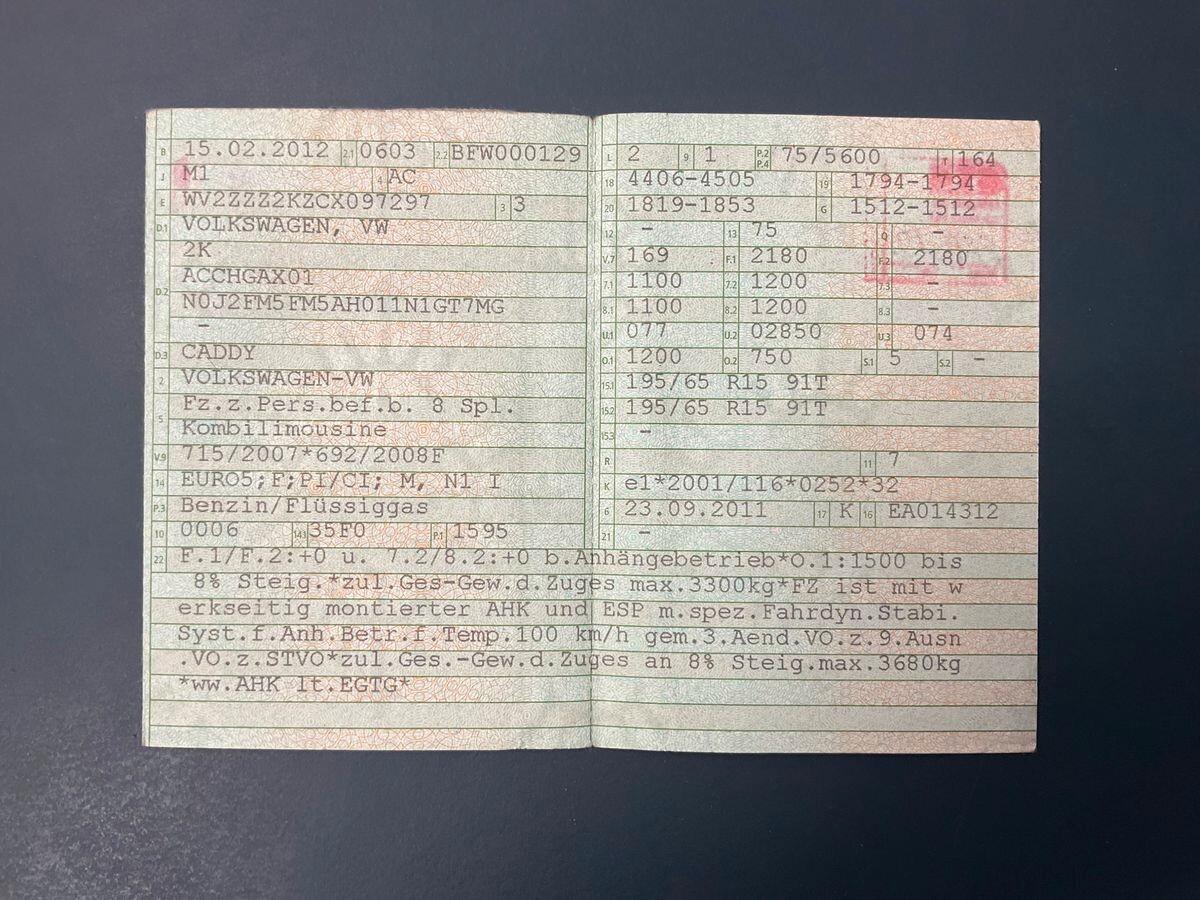 B 15.02.2012 2.1 0603 2.2 BFW000129
J M1 4 AC
E WV2ZZZ2KZCX097297 3 3
D.1 VOLKSWAGEN, VW
2K
D.2 ACCHGAX01
N0J2FM5FM5AH011N1GT7MG
–
D.3 CADDY
2 VOLKSWAGEN-VW
5 Fz.z.Pers.bef.b. 8 Spl.
Kombilimousine
V.9 715/2007*692/2008F
14 EURO5;F;PI/CI; M, N1 I
P.3 Benzin/Flüssiggas
10 0006 14.1 35F0 P.1 1595
L 2 9 1 P.2 P.4 75/5600 T 164
18 4406-4505 19 1794-1794
20 1819-1853 G 1512-1512
12 – 13 75 Q –
V.7 169 F.1 2180 F.2 2180
7.1 1100 7.2 1200 7.3 –
8.1 1100 8.2 1200 8.3 –
U.1 077 U.2 02850 U.3 074
O.1 1200 O.2 750 S.1 5 S.2 –
15.1 195/65 R15 91T
15.2 195/65 R15 91T
15.3 –
R 11 7
K e1*2001/116*0252*32
6 23.09.2011 17 K 16 EA014312
21 –
22 F.1/F.2:+0 u. 7.2/8.2:+0 b.Anhängebetrieb*O.1:1500 bis
8% Steig.*zul.Ges-Gew.d.Zuges max.3300kg*FZ ist mit w
erkseitig montierter AHK und ESP m.spez.Fahrdyn.Stabi.
Syst.f.Anh.Betr.f.Temp.100 km/h gem.3.Aend.VO.z.9.Ausn
.VO.z.STVO*zul.Ges.-Gew.d.Zuges an 8% Steig.max.3680kg
*ww.AHK lt.EGTG*